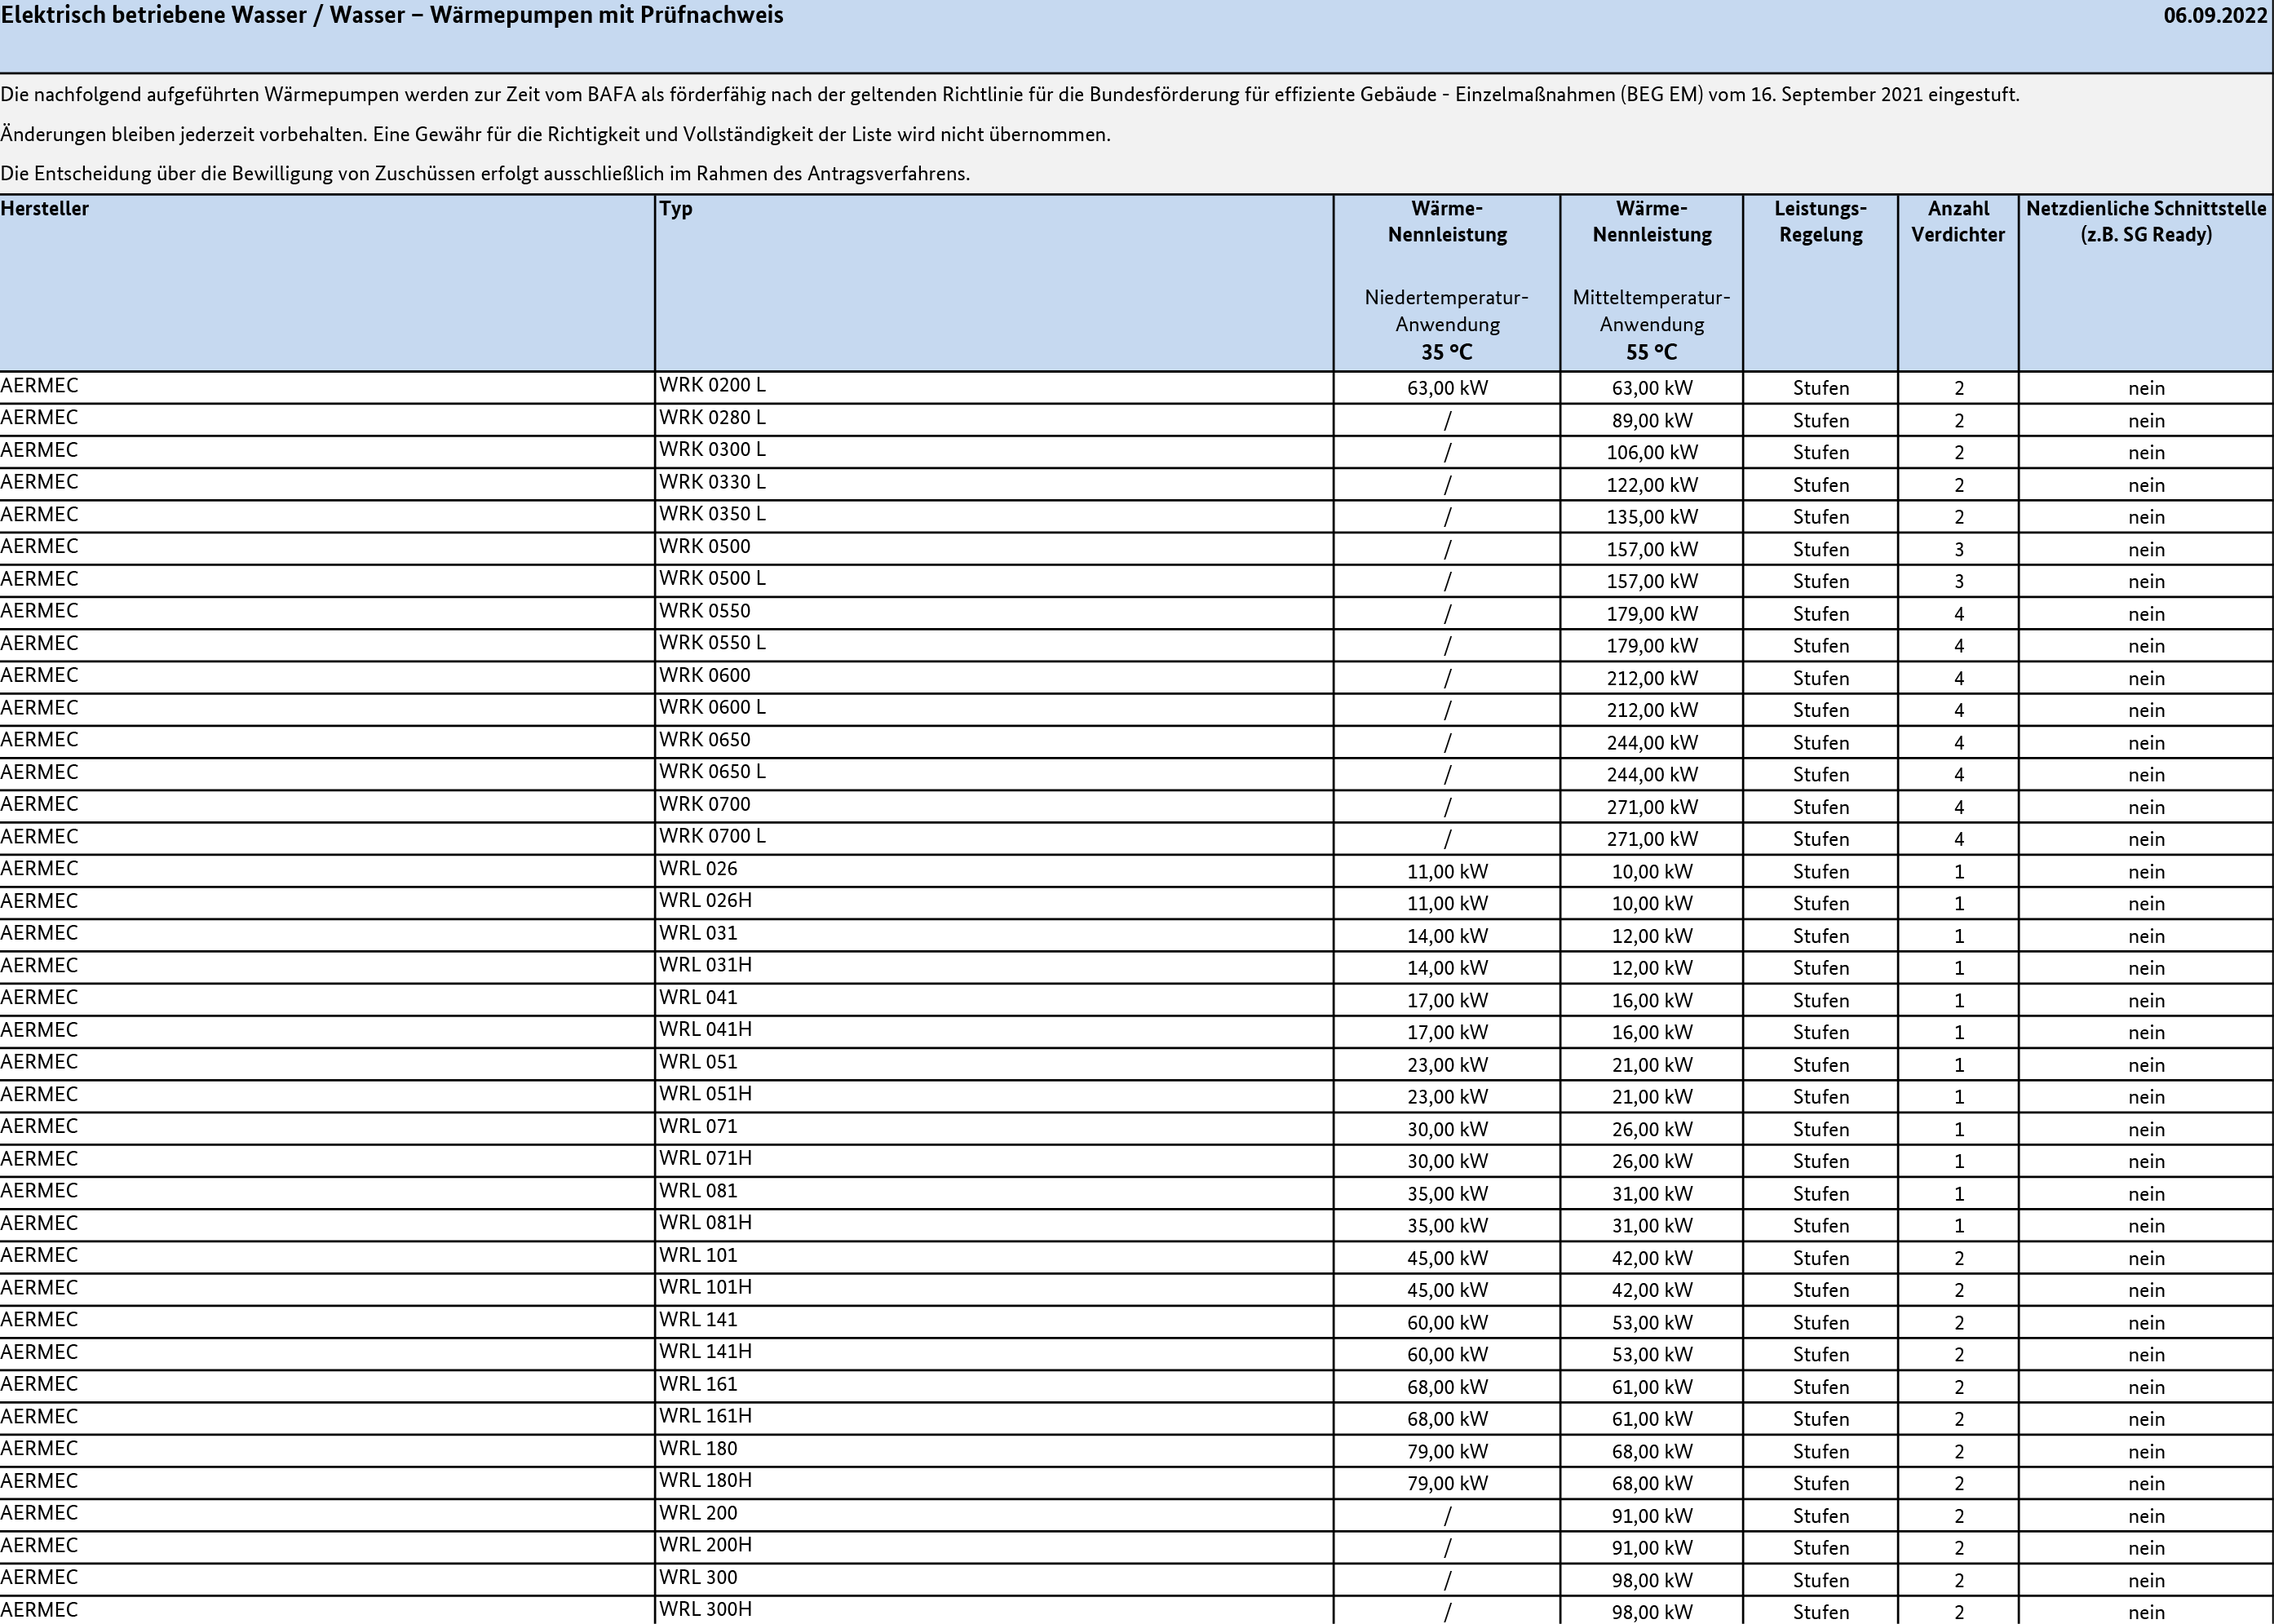 Elektrisch betriebene Wasser / Wasser – Wärmepumpen mit Prüfnachweis 06.09.2022
Die nachfolgend aufgeführten Wärmepumpen werden zur Zeit vom BAFA als förderfähig nach der geltenden Richtlinie für die Bundesförderung für effiziente Gebäude - Einzelmaßnahmen (BEG EM) vom 16. September 2021 eingestuft.
Änderungen bleiben jederzeit vorbehalten. Eine Gewähr für die Richtigkeit und Vollständigkeit der Liste wird nicht übernommen.
Die Entscheidung über die Bewilligung von Zuschüssen erfolgt ausschließlich im Rahmen des Antragsverfahrens.
Hersteller Typ Wärme- Wärme- Leistungs- Anzahl Netzdienliche Schnittstelle
Nennleistung Nennleistung Regelung Verdichter (z.B. SG Ready)
Niedertemperatur- Mitteltemperatur-
Anwendung Anwendung
35 °C 55 °C
AERMEC WRK 0200 L 63,00 kW 63,00 kW Stufen 2 nein
AERMEC WRK 0280 L / 89,00 kW Stufen 2 nein
AERMEC WRK 0300 L / 106,00 kW Stufen 2 nein
AERMEC WRK 0330 L / 122,00 kW Stufen 2 nein
AERMEC WRK 0350 L / 135,00 kW Stufen 2 nein
AERMEC WRK 0500 / 157,00 kW Stufen 3 nein
AERMEC WRK 0500 L / 157,00 kW Stufen 3 nein
AERMEC WRK 0550 / 179,00 kW Stufen 4 nein
AERMEC WRK 0550 L / 179,00 kW Stufen 4 nein
AERMEC WRK 0600 / 212,00 kW Stufen 4 nein
AERMEC WRK 0600 L / 212,00 kW Stufen 4 nein
AERMEC WRK 0650 / 244,00 kW Stufen 4 nein
AERMEC WRK 0650 L / 244,00 kW Stufen 4 nein
AERMEC WRK 0700 / 271,00 kW Stufen 4 nein
AERMEC WRK 0700 L / 271,00 kW Stufen 4 nein
AERMEC WRL 026 11,00 kW 10,00 kW Stufen 1 nein
AERMEC WRL 026H 11,00 kW 10,00 kW Stufen 1 nein
AERMEC WRL 031 14,00 kW 12,00 kW Stufen 1 nein
AERMEC WRL 031H 14,00 kW 12,00 kW Stufen 1 nein
AERMEC WRL 041 17,00 kW 16,00 kW Stufen 1 nein
AERMEC WRL 041H 17,00 kW 16,00 kW Stufen 1 nein
AERMEC WRL 051 23,00 kW 21,00 kW Stufen 1 nein
AERMEC WRL 051H 23,00 kW 21,00 kW Stufen 1 nein
AERMEC WRL 071 30,00 kW 26,00 kW Stufen 1 nein
AERMEC WRL 071H 30,00 kW 26,00 kW Stufen 1 nein
AERMEC WRL 081 35,00 kW 31,00 kW Stufen 1 nein
AERMEC WRL 081H 35,00 kW 31,00 kW Stufen 1 nein
AERMEC WRL 101 45,00 kW 42,00 kW Stufen 2 nein
AERMEC WRL 101H 45,00 kW 42,00 kW Stufen 2 nein
AERMEC WRL 141 60,00 kW 53,00 kW Stufen 2 nein
AERMEC WRL 141H 60,00 kW 53,00 kW Stufen 2 nein
AERMEC WRL 161 68,00 kW 61,00 kW Stufen 2 nein
AERMEC WRL 161H 68,00 kW 61,00 kW Stufen 2 nein
AERMEC WRL 180 79,00 kW 68,00 kW Stufen 2 nein
AERMEC WRL 180H 79,00 kW 68,00 kW Stufen 2 nein
AERMEC WRL 200 / 91,00 kW Stufen 2 nein
AERMEC WRL 200H / 91,00 kW Stufen 2 nein
AERMEC WRL 300 / 98,00 kW Stufen 2 nein
AERMEC WRL 300H / 98,00 kW Stufen 2 nein